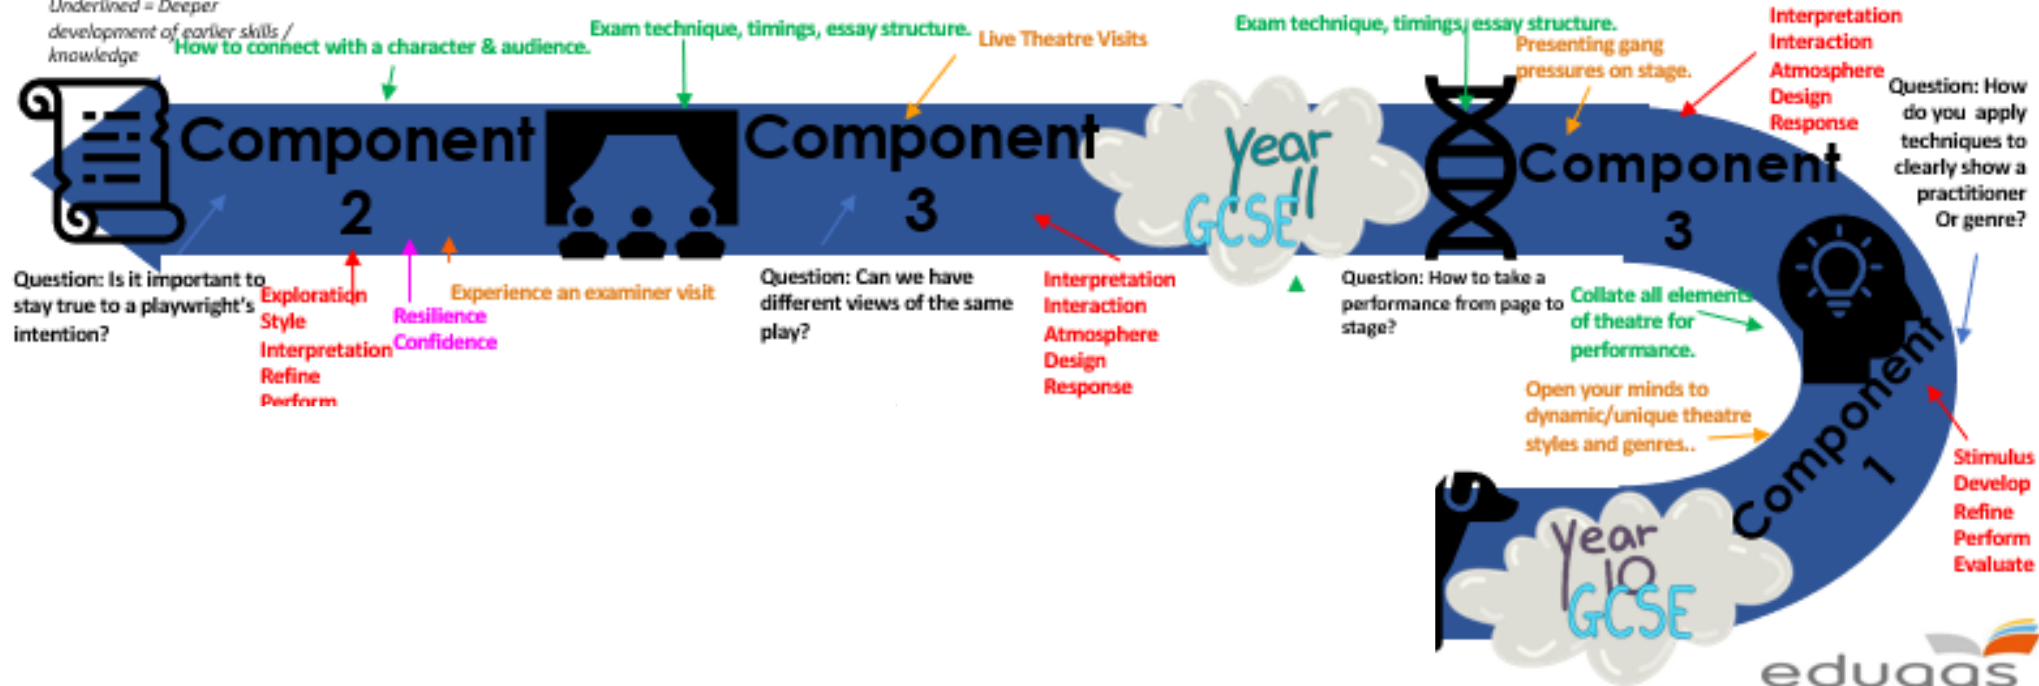 Underlined = Deeper
development of earlier skills /
knowledge
How to connect with a character & audience.
Exam technique, timings, essay structure.
Live Theatre Visits
Exam technique, timings, essay structure.
Presenting gang
pressures on stage.
Interpretation
Interaction
Atmosphere
Design
Response
Question: How
do you apply
techniques to
clearly show a
practitioner
Or genre?
Component
2
Component
3
Year
11
GCSE
Component
3
Question: Is it important to
stay true to a playwright's
intention?
Exploration
Style
Interpretation
Refine
Perform
Resilience
Confidence
Experience an examiner visit
Question: Can we have
different views of the same
play?
Interpretation
Interaction
Atmosphere
Design
Response
Question: How to take a
performance from page to
stage?
Collate all elements
of theatre for
performance.
Open your minds to
dynamic/unique theatre
styles and genres..
Component
1
Stimulus
Develop
Refine
Perform
Evaluate
Year
10
GCSE
eduqas